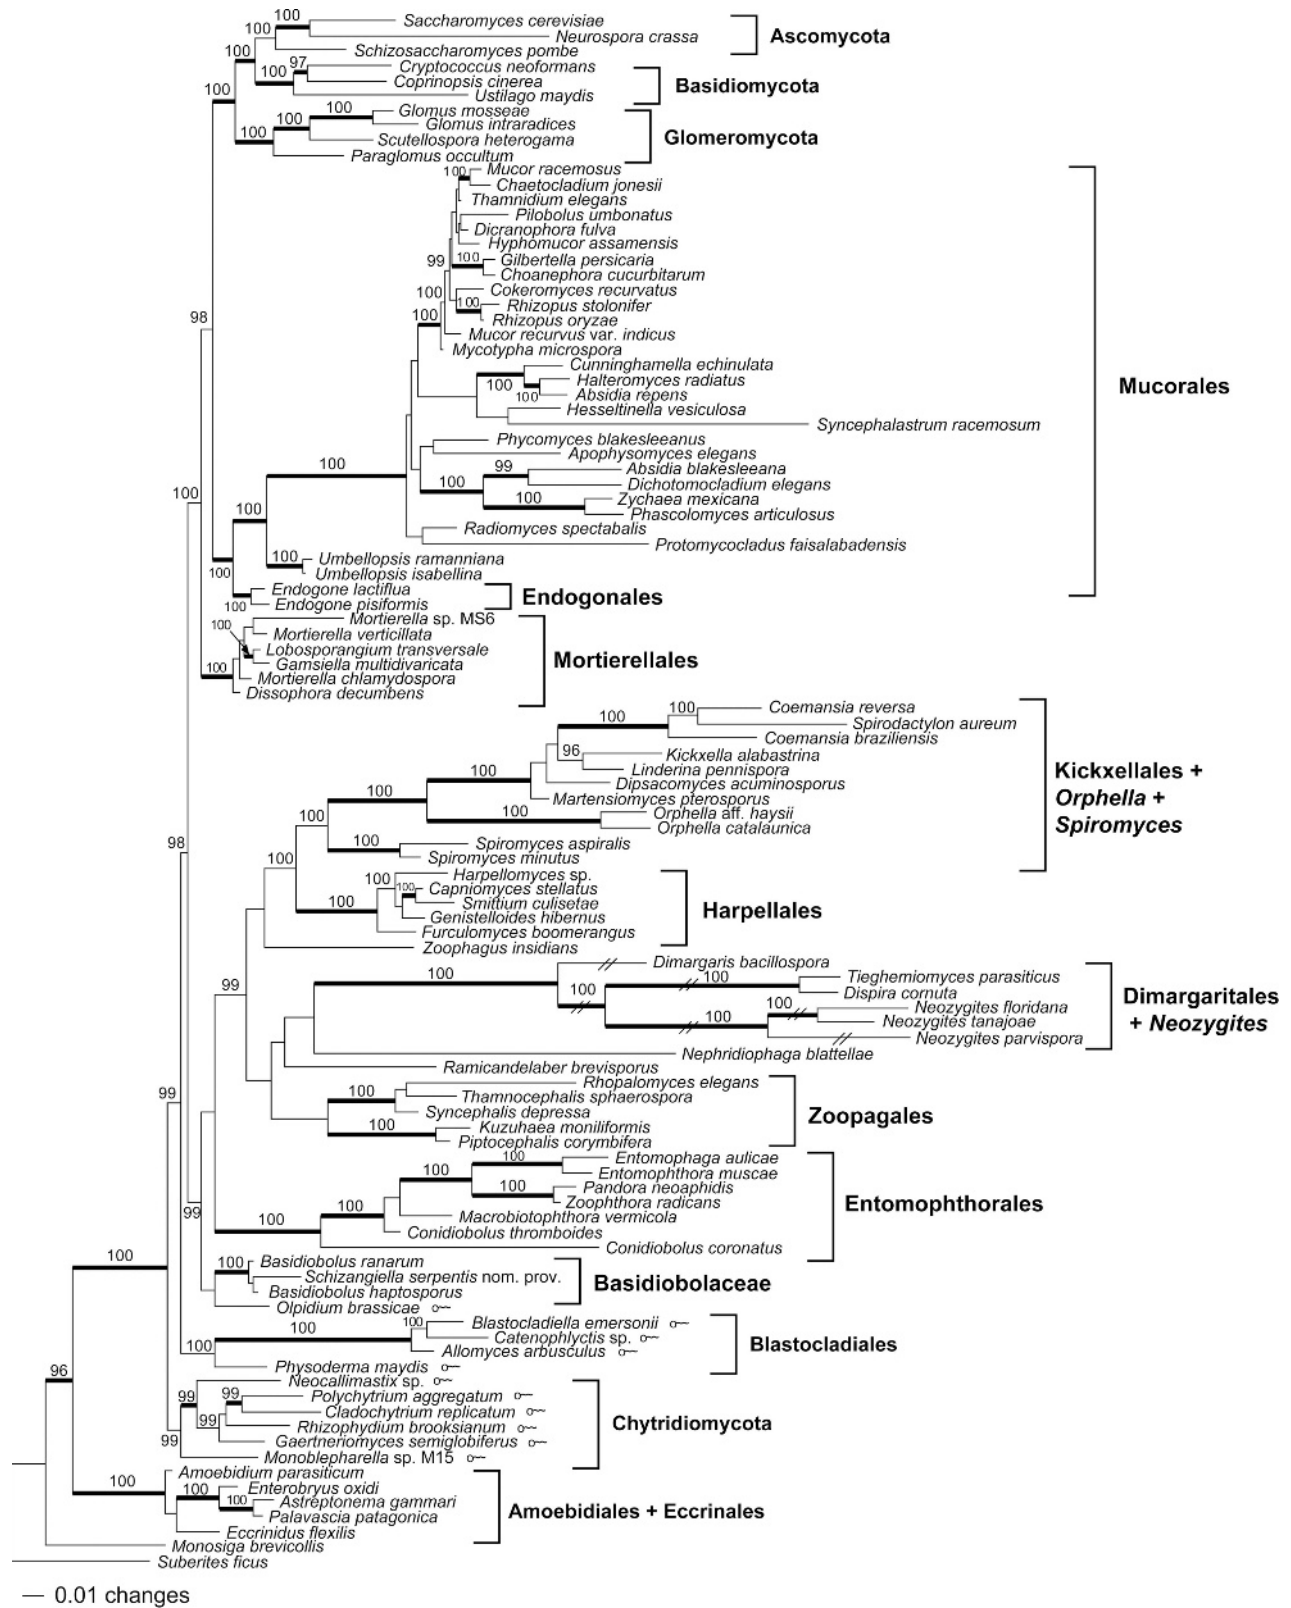 100
Saccharomyces cerevisiae
100
Neurospora crassa
Ascomycota
Schizosaccharomyces pombe
100
97
Cryptococcus neoformans
100
Coprinopsis cinerea
Basidiomycota
Ustilago maydis
100
100
Glomus mosseae
100
Glomus intraradices
Glomeromycota
100
Scutellospora heterogama
Paraglomus occultum
100
Mucor racemosus
Chaetocladium jonesii
Thamnidium elegans
Pilobolus umbonatus
Dicranophora fulva
Hyphomucor assamensis
99
100
Gilbertella persicaria
Choanephora cucurbitarum
100
Cokeromyces recurvatus
100
Rhizopus stolonifer
98
100
Rhizopus oryzae
Mucor recurvus var. indicus
Mycotypha microspora
Cunninghamella echinulata
100
Halteromyces radiatus
Mucorales
100
Absidia repens
Hesseltinella vesiculosa
Syncephalastrum racemosum
Phycomyces blakesleeanus
Apophysomyces elegans
100
99
Absidia blakesleeana
100
Dichotomocladium elegans
100
100
Zychaea mexicana
Phascolomyces articulosus
100
Radiomyces spectabalis
Protomycocladus faisalabadensis
100
Umbellopsis ramanniana
100
Umbellopsis isabellina
Endogone lactiflua
Endogonales
100
Endogone pisiformis
100
Mortierella sp. MS6
Mortierella verticillata
Lobosporangium transversale
Mortierellales
100
Gamsiella multidivaricata
Mortierella chlamydospora
Dissophora decumbens
100
Coemansia reversa
100
Spirodactylon aureum
Coemansia braziliensis
96
Kickxella alabastrina
Kickxellales +
100
Linderina pennispora
Dipsacomyces acuminosporus
100
Martensiomyces pterosporus
Orphella +
100
Orphella aff. haysii
100
Orphella catalaunica
Spiromyces
98
100
Spiromyces aspiralis
100
Spiromyces minutus
100
Harpellomyces sp.
100
Capniomyces stellatus
100
Smittium culisetae
Harpellales
Genistelloides hibernus
Furculomyces boomerangus
Zoophagus insidians
100
Dimargaris bacillospora
99
100
100
Tieghemiomyces parasiticus
Dispira cornuta
Dimargaritales
100
100
Neozygites floridana
Neozygites tanajoae
+ Neozygites
Neozygites parvispora
Nephridiophaga blattellae
Ramicandelaber brevisporus
99
100
Rhopalomyces elegans
Thamnocephalis sphaerospora
Syncephalis depressa
Zoopagales
100
Kuzuhaea moniliformis
Piptocephalis corymbifera
100
Entomophaga aulicae
100
Entomophthora muscae
100
Pandora neoaphidis
Zoophthora radicans
Entomophthorales
99
100
100
Macrobiotophthora vermicola
Conidiobolus thromboides
Conidiobolus coronatus
100
100
Basidiobolus ranarum
Schizangiella serpentis nom. prov.
Basidiobolaceae
Basidiobolus haptosporus
Olpidium brassicae
100
100
Blastocladiella emersonii
Catenophlyctis sp.
Blastocladiales
100
Allomyces arbusculus
Physoderma maydis
96
Neocallimastix sp.
99
99
Polychytrium aggregatum
Cladochytrium replicatum
99
Rhizophydium brooksianum
Chytridiomycota
99
Gaertneriomyces semiglobiferus
Monoblepharella sp. M15
100
Amoebidium parasiticum
100
Enterobryus oxidi
100
Astreptonema gammari
Amoebidiales + Eccrinales
Palavascia patagonica
Eccrinidus flexilis
Monosiga brevicollis
Suberites ficus
0.01 changes